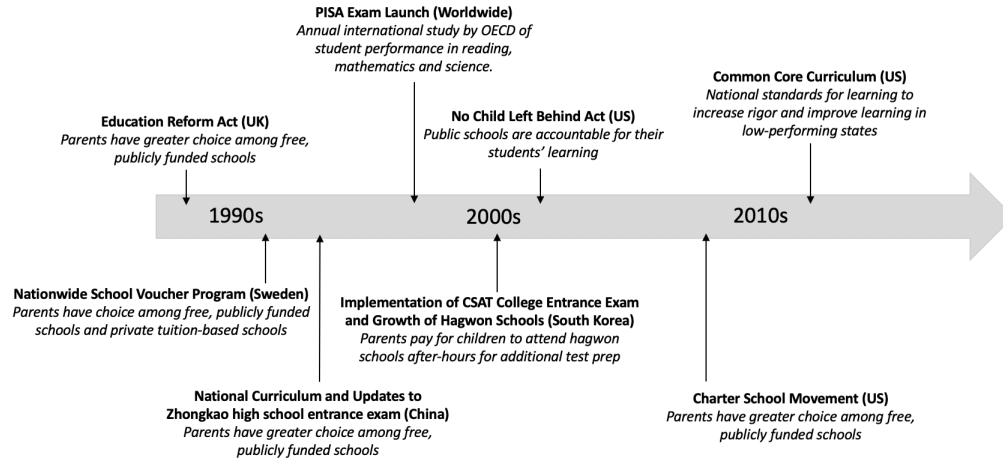 PISA Exam Launch (Worldwide)
Annual international study by OECD of
student performance in reading,
mathematics and science.
Common Core Curriculum (US)
National standards for learning to
increase rigor and improve learning in
low-performing states
Education Reform Act (UK)
Parents have greater choice among free,
publicly funded schools
No Child Left Behind Act (US)
Public schools are accountable for their
students' learning
1990s
2000s
2010s
Nationwide School Voucher Program (Sweden)
Parents have choice among free, publicly funded
schools and private tuition-based schools
Implementation of CSAT College Entrance Exam
and Growth of Hagwon Schools (South Korea)
Parents pay for children to attend hagwon
schools after-hours for additional test prep
National Curriculum and Updates to
Zhongkao high school entrance exam (China)
Parents have greater choice among free,
publicly funded schools
Charter School Movement (US)
Parents have greater choice among free,
publicly funded schools